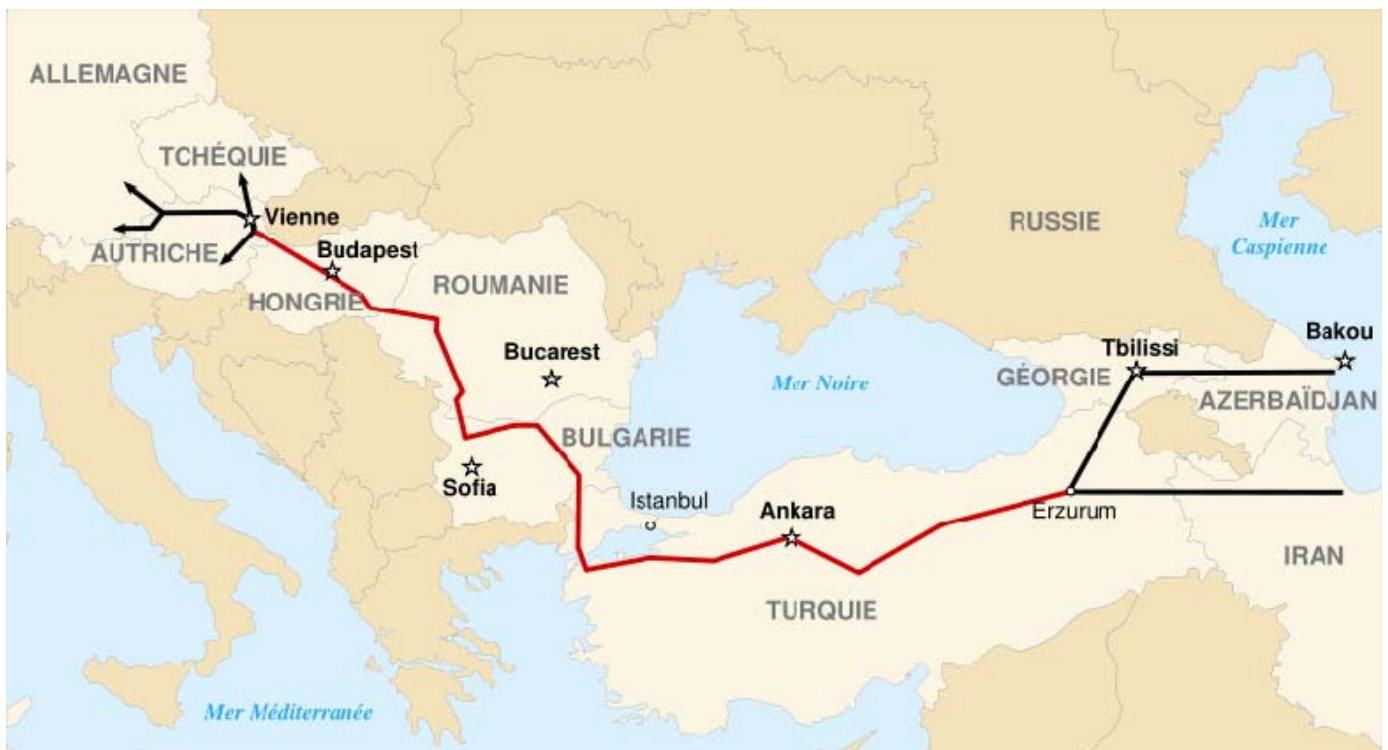 ALLEMAGNE
TCHÉQUIE
Vienne
AUTRICHE
Budapest
HONGRIE
ROUMANIE
Bucarest
BULGARIE
Sofia
Istanbul
Ankara
TURQUIE
Mer Noire
RUSSIE
Mer
Caspienne
Tbilissi
Bakou
GÉORGIE
AZERBAÏDJAN
Erzurum
IRAN
Mer Méditerranée